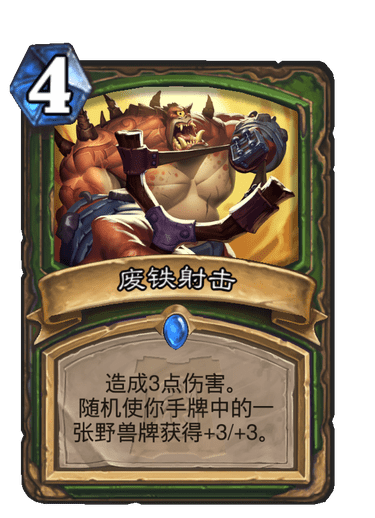 4
废铁射击
造成3点伤害。
随机使你手牌中的一
张野兽牌获得+3/+3。